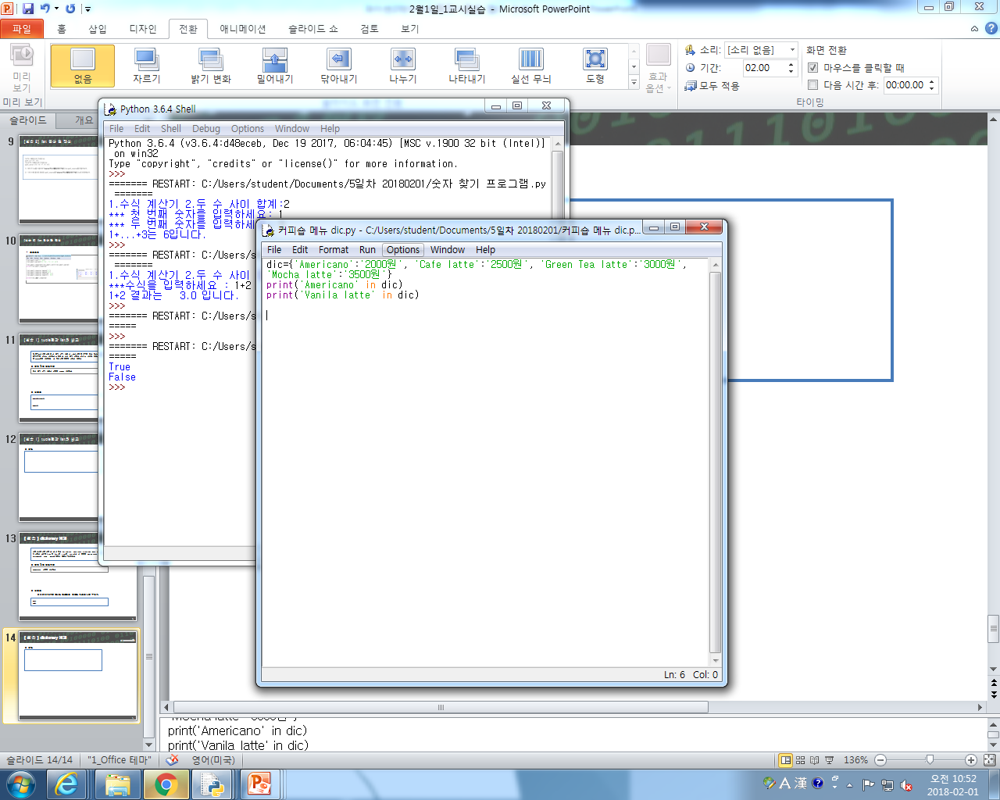 2월1일_1교시실습 - Microsoft PowerPoint
파일 홈 삽입 디자인 전환 애니메이션 슬라이드 쇼 검토 보기
미리 보기
없음 자르기 밝기 변화 밀어내기 닦아내기 나누기 나타내기 실선 무늬 도형
효과 옵션
소리: [소리 없음]
기간: 02.00
모두 적용
화면 전환
마우스를 클릭할 때
다음 시간 후: 00:00.00
미리 보기
타이밍
슬라이드 개요
9
10
11
12
13
14
Python 3.6.4 Shell
File Edit Shell Debug Options Window Help
Python 3.6.4 (v3.6.4:d48eceb, Dec 19 2017, 06:04:45) [MSC v.1900 32 bit (Intel)]
on win32
Type "copyright", "credits" or "license()" for more information.
>>>
======= RESTART: C:/Users/student/Documents/5일차 20180201/숫자 찾기 프로그램.py
=======
1.수식 계산기 2.두 수 사이 합계:2
*** 첫 번째 숫자를 입력하세요: 1
*** 두 번째 숫자를 입력하세
1+...+3는 6입니다.
>>>
======= RESTART: C:/Users/s
=======
1.수식 계산기 2.두 수 사이
***수식을 입력하세요 : 1+2
1+2 결과는 3.0 입니다.
>>>
======= RESTART: C:/Users/s
=====
>>>
======= RESTART: C:/Users/s
=====
True
False
>>>
커피숍 메뉴 dic.py - C:/Users/student/Documents/5일차 20180201/커피숍 메뉴 dic.p...
File Edit Format Run Options Window Help
dic={'Americano':'2000원', 'Cafe latte':'2500원', 'Green Tea latte':'3000원',
'Mocha latte':'3500원'}
print('Americano' in dic)
print('Vanila latte' in dic)
Ln: 6 Col: 0
print('Americano' in dic)
print('Vanila latte' in dic)
슬라이드 14/14 "1_Office 테마" 영어(미국) 136%
A 漢
오전 10:52
2018-02-01